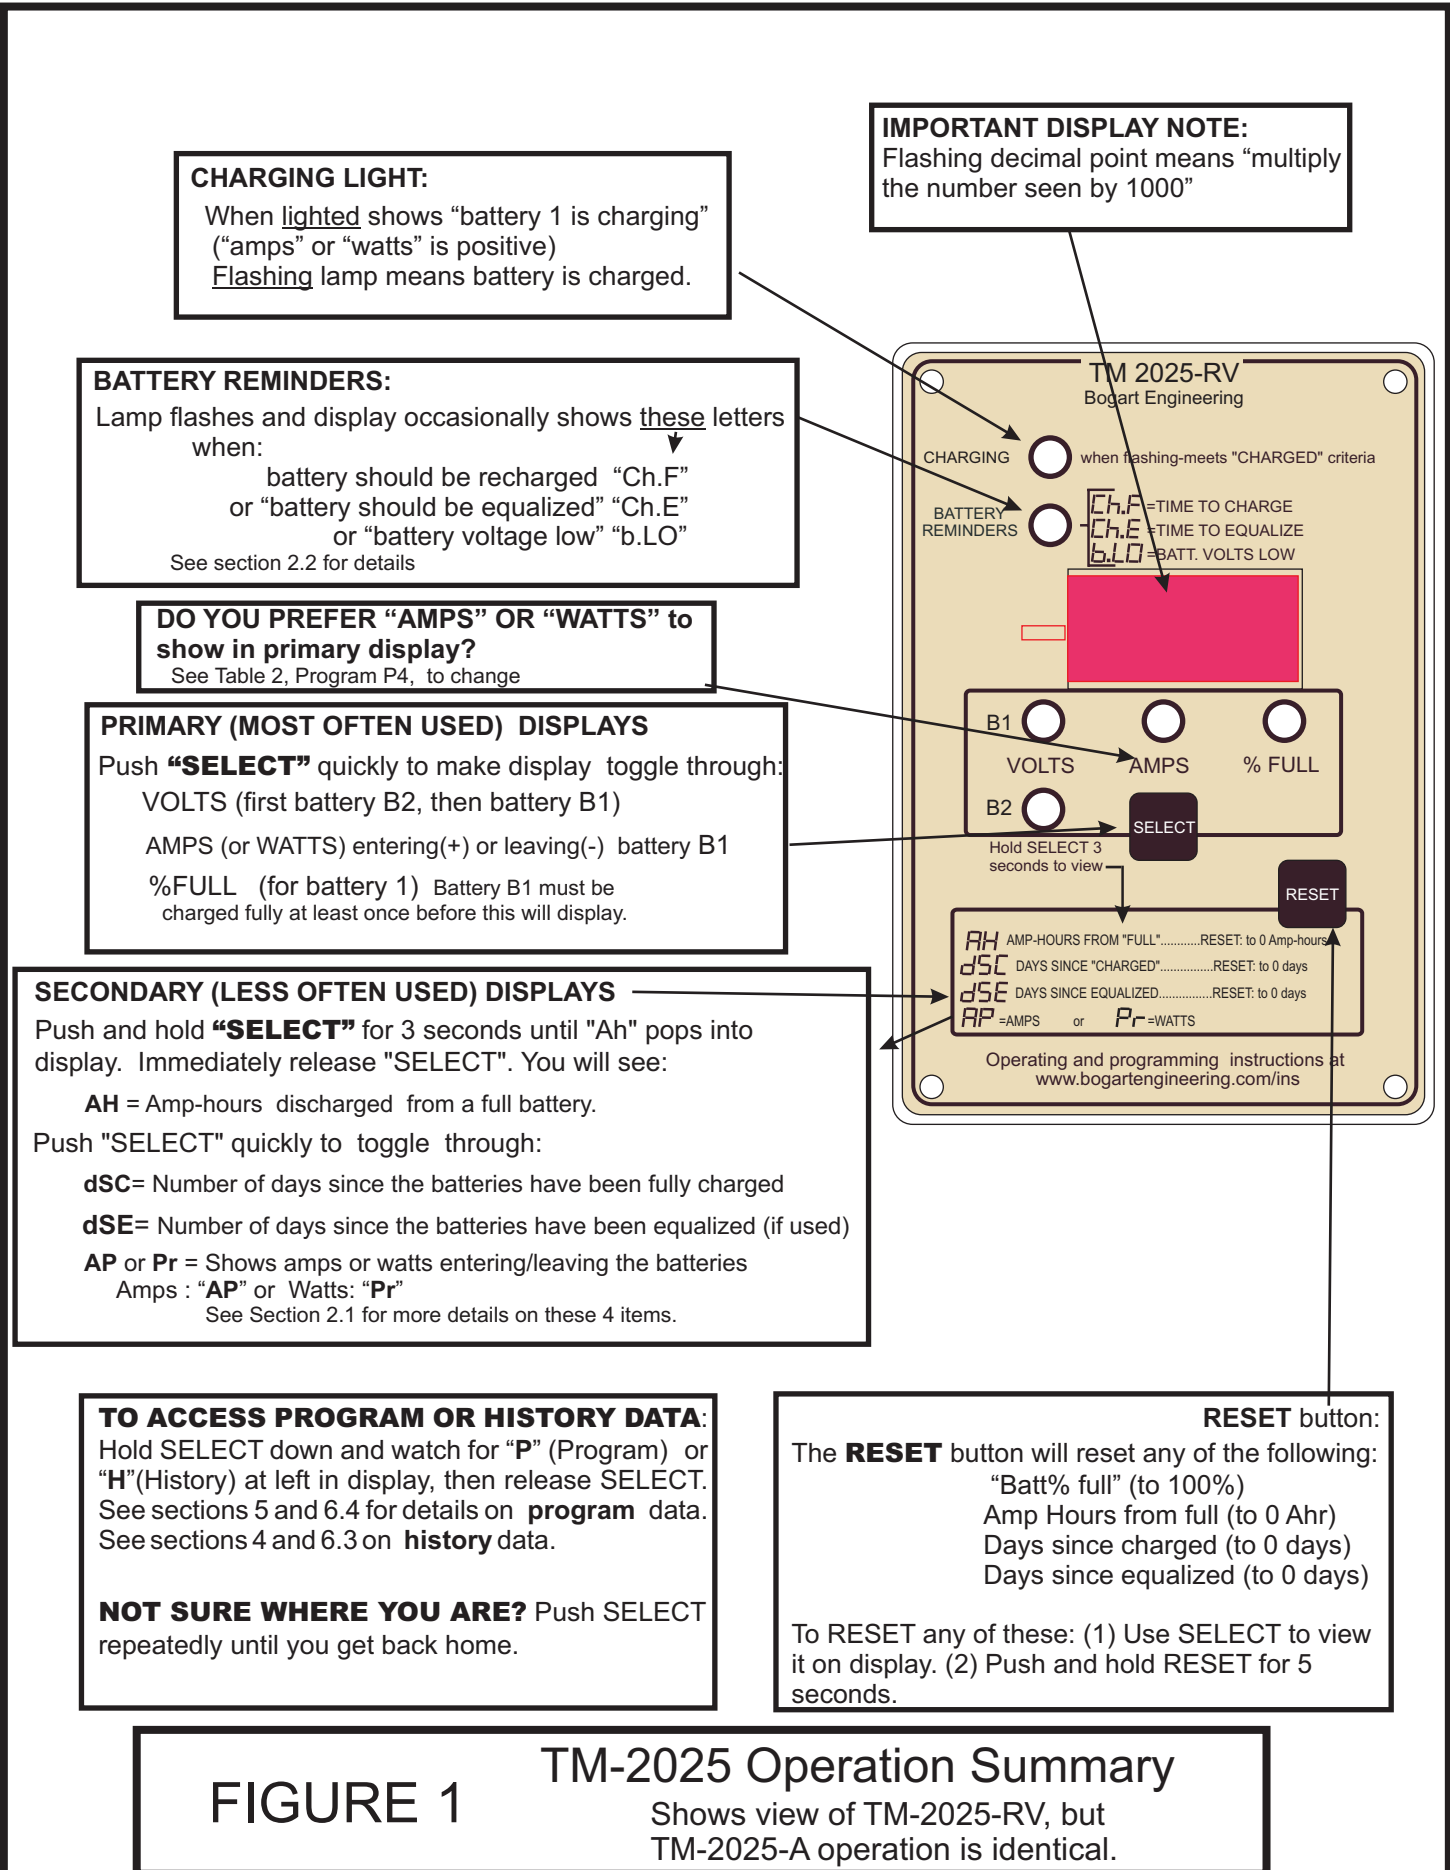 IMPORTANT DISPLAY NOTE:
Flashing decimal point means “multiply
the number seen by 1000”
CHARGING LIGHT:
When lighted shows “battery 1 is charging”
(“amps” or “watts” is positive)
Flashing lamp means battery is charged.
BATTERY REMINDERS:
Lamp flashes and display occasionally shows these letters
when:
battery should be recharged “Ch.F”
or “battery should be equalized” “Ch.E”
or “battery voltage low” “b.LO”
See section 2.2 for details
DO YOU PREFER “AMPS” OR “WATTS” to
show in primary display?
See Table 2, Program P4, to change
PRIMARY (MOST OFTEN USED) DISPLAYS
Push “SELECT” quickly to make display toggle through:
VOLTS (first battery B2, then battery B1)
AMPS (or WATTS) entering(+) or leaving(-) battery B1
%FULL (for battery 1) Battery B1 must be
charged fully at least once before this will display.
SECONDARY (LESS OFTEN USED) DISPLAYS
Push and hold “SELECT” for 3 seconds until "Ah" pops into
display. Immediately release "SELECT". You will see:
AH = Amp-hours discharged from a full battery.
Push "SELECT" quickly to toggle through:
dSC= Number of days since the batteries have been fully charged
dSE= Number of days since the batteries have been equalized (if used)
AP or Pr = Shows amps or watts entering/leaving the batteries
Amps : “AP” or Watts: “Pr”
See Section 2.1 for more details on these 4 items.
TM 2025-RV
Bogart Engineering
CHARGING
when flashing-meets "CHARGED" criteria
BATTERY
REMINDERS
Ch.F =TIME TO CHARGE
Ch.E =TIME TO EQUALIZE
b.LO =BATT. VOLTS LOW
B1
VOLTS AMPS % FULL
B2
SELECT
Hold SELECT 3
seconds to view
RESET
AH AMP-HOURS FROM "FULL"............RESET: to 0 Amp-hours
dSC DAYS SINCE "CHARGED"................RESET: to 0 days
dSE DAYS SINCE EQUALIZED................RESET: to 0 days
AP =AMPS or Pr =WATTS
Operating and programming instructions at
www.bogartengineering.com/ins
TO ACCESS PROGRAM OR HISTORY DATA:
Hold SELECT down and watch for “P” (Program) or
“H”(History) at left in display, then release SELECT.
See sections 5 and 6.4 for details on program data.
See sections 4 and 6.3 on history data.
NOT SURE WHERE YOU ARE? Push SELECT
repeatedly until you get back home.
RESET button:
The RESET button will reset any of the following:
“Batt% full” (to 100%)
Amp Hours from full (to 0 Ahr)
Days since charged (to 0 days)
Days since equalized (to 0 days)
To RESET any of these: (1) Use SELECT to view
it on display. (2) Push and hold RESET for 5
seconds.
FIGURE 1
TM-2025 Operation Summary
Shows view of TM-2025-RV, but
TM-2025-A operation is identical.